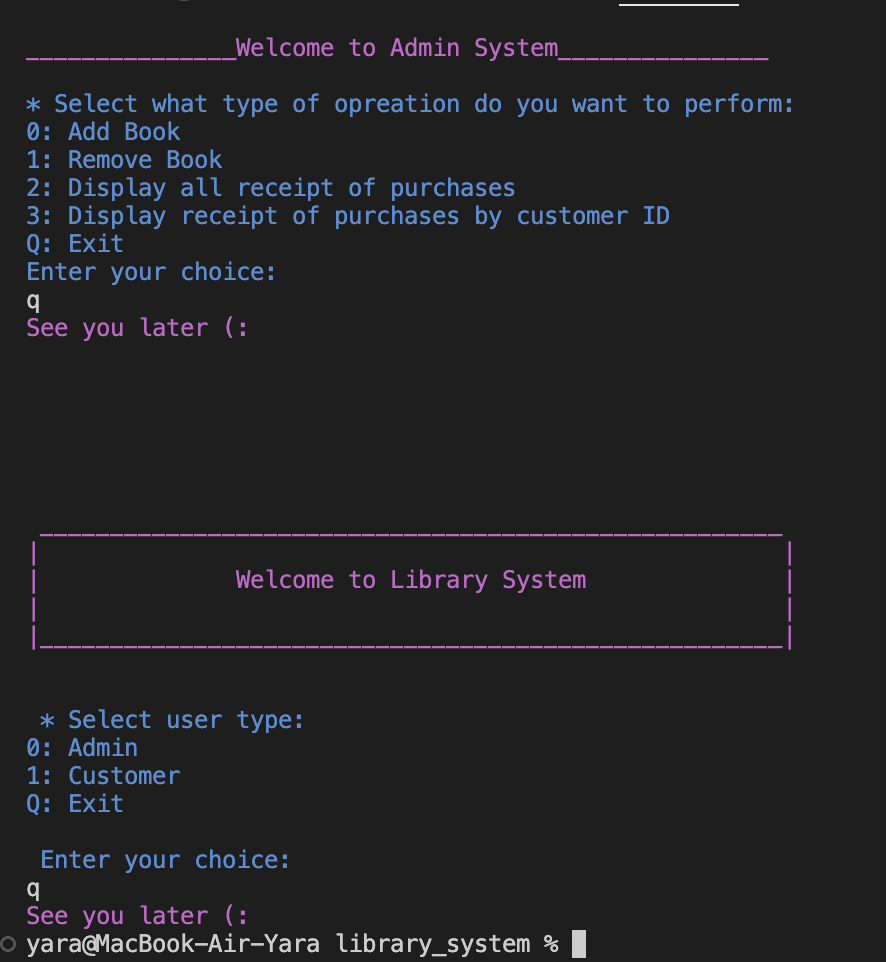 _______________Welcome to Admin System_______________
* Select what type of opreation do you want to perform:
0: Add Book
1: Remove Book
2: Display all receipt of purchases
3: Display receipt of purchases by customer ID
Q: Exit
Enter your choice:
q
See you later (:
Welcome to Library System
* Select user type:
0: Admin
1: Customer
Q: Exit
Enter your choice:
q
See you later (:
yara@MacBook-Air-Yara library_system %